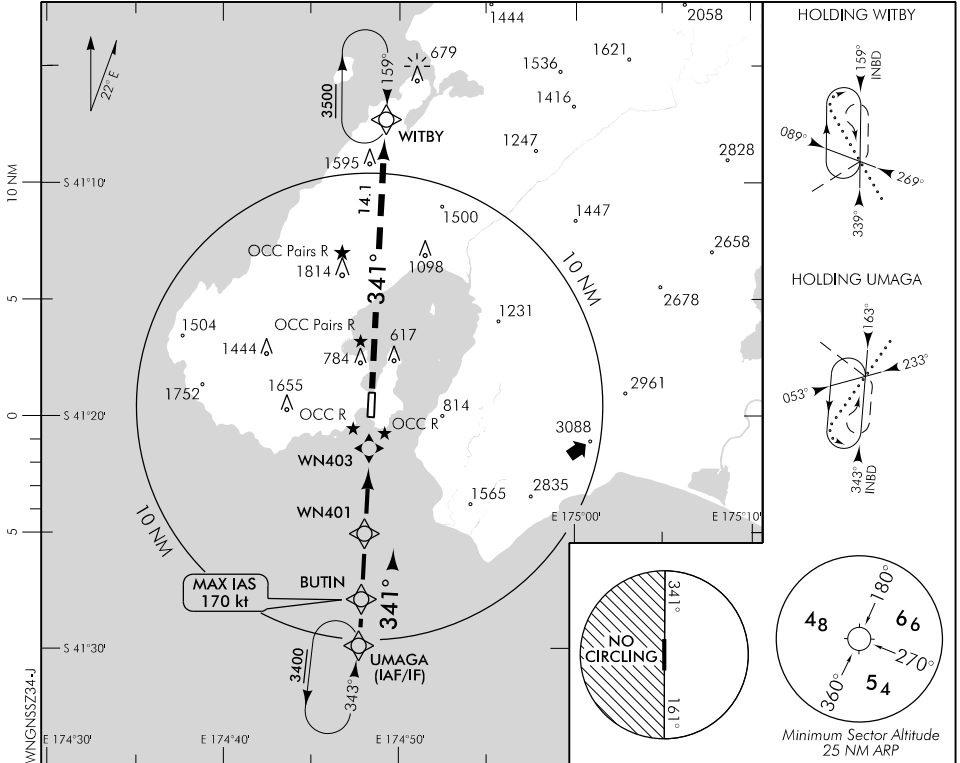 1444
2058
HOLDING WITBY
22° E
679
1621
1536
159°
3500
1416
WITBY
1247
1595
2828
159°
INBD
089°
269°
339°
10 NM
S 41°10'
14.1
1500
1447
OCC Pairs R
1814
1098
2658
341°
10 NM
2678
HOLDING UMAGA
5
1504
OCC Pairs R
617
1231
163°
1444
784
233°
1752
1655
2961
053°
0
S 41°20'
OCC R
814
OCC R
3088
WN403
343°
INBD
1565
2835
WN401
E 175°00'
E 175°10'
5
10 NM
MAX IAS
170 kt
BUTIN
341°
341°
NO
CIRCLING
161°
180°
48
66
270°
54
360°
S 41°30'
3400
343°
UMAGA
(IAF/IF)
Minimum Sector Altitude
25 NM ARP
E 174°30'
E 174°40'
E 174°50'
WNGNSSZ34-J